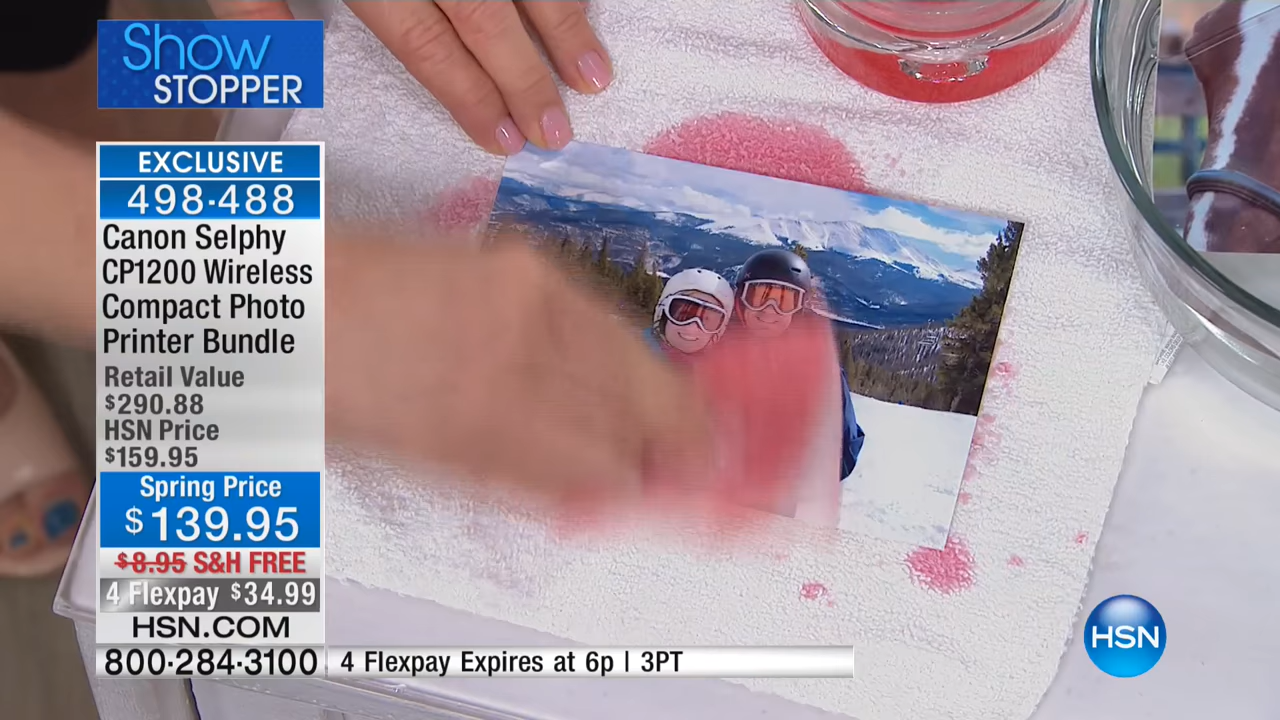 Show
STOPPER
EXCLUSIVE
498-488
Canon Selphy
CP1200 Wireless
Compact Photo
Printer Bundle
Retail Value
$290.88
HSN Price
$159.95
Spring Price
$139.95
$8.95 S&H FREE
4 Flexpay $34.99
HSN.COM
800-284-3100 4 Flexpay Expires at 6p | 3PT
HSN